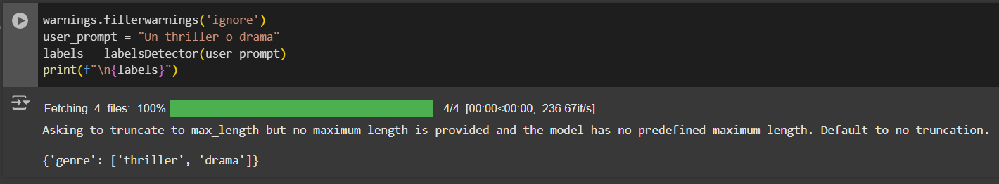 warnings.filterwarnings('ignore')
user_prompt = "Un thriller o drama"
labels = labelsDetector(user_prompt)
print(f"\n{labels}")
Fetching 4 files: 100% 4/4 [00:00<00:00, 236.67it/s]
Asking to truncate to max_length but no maximum length is provided and the model has no predefined maximum length. Default to no truncation.
{'genre': ['thriller', 'drama']}